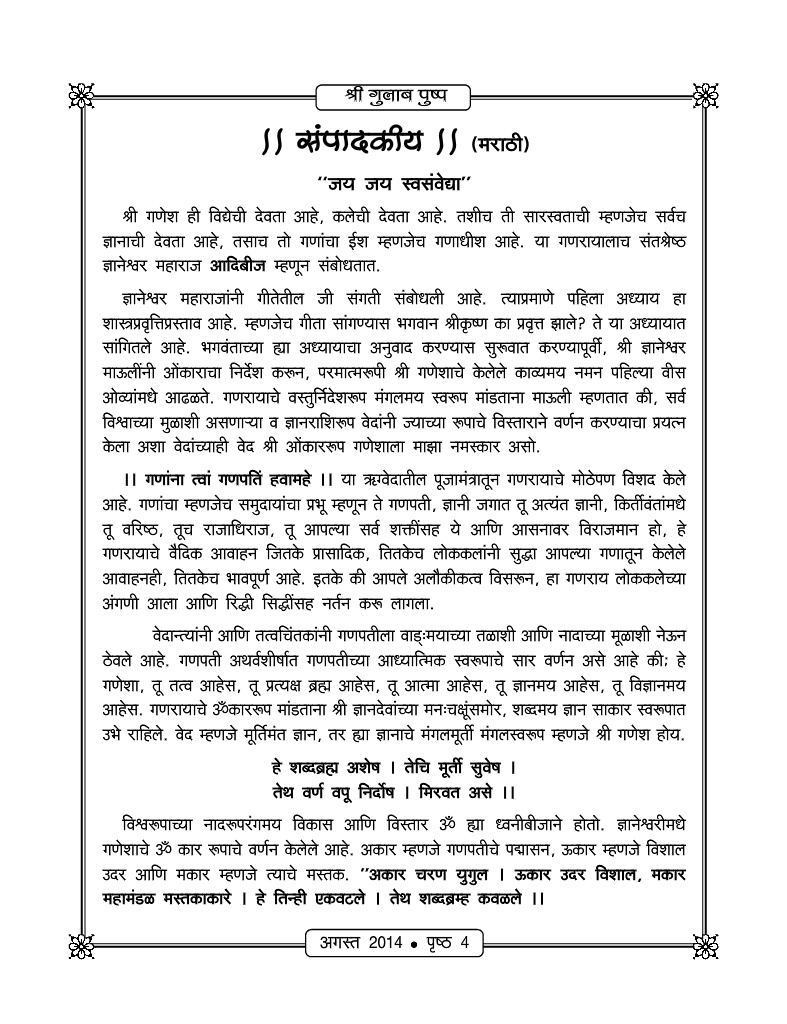 श्री गुलाब पुष्प
।। संपादकीय ।। (मराठी)
‘‘जय जय स्वसंवेद्या’’
श्री गणेश ही विद्येची देवता आहे, कलेची देवता आहे. तशीच ती सारस्वताची म्हणजेच सर्वच
ज्ञानाची देवता आहे, तसाच तो गणांचा ईश म्हणजेच गणाधीश आहे. या गणरायालाच संतश्रेष्ठ
ज्ञानेश्वर महाराज आदिबीज म्हणून संबोधतात.
ज्ञानेश्वर महाराजांनी गीतेतील जी संगती संबोधली आहे. त्याप्रमाणे पहिला अध्याय हा
शास्त्रप्रवृत्तिप्रस्ताव आहे. म्हणजेच गीता सांगण्यास भगवान श्रीकृष्ण का प्रवृत्त झाले? ते या अध्यायात
सांगितले आहे. भगवंताच्या ह्या अध्यायाचा अनुवाद करण्यास सुरूवात करण्यापूर्वी, श्री ज्ञानेश्वर
माऊलींनी ओंकाराचा निर्देश करून, परमात्मरूपी श्री गणेशाचे केलेले काव्यमय नमन पहिल्या वीस
ओव्यांमधे आढळते. गणरायाचे वस्तुर्निदेशरूप मंगलमय स्वरूप मांडताना माऊली म्हणतात की, सर्व
विश्वाच्या मुळाशी असणाऱ्या व ज्ञानराशिरूप वेदांनी ज्याच्या रूपाचे विस्ताराने वर्णन करण्याचा प्रयत्न
केला अशा वेदांच्याही वेद श्री ओंकाररूप गणेशाला माझा नमस्कार असो.
।। गणांना त्वां गणपतिं हवामहे ।। या ऋग्वेदातील पूजामंत्रातून गणरायाचे मोठेपण विशद केले
आहे. गणांचा म्हणजेच समुदायांचा प्रभू म्हणून ते गणपती, ज्ञानी जगात तू अत्यंत ज्ञानी, किर्तीवंतांमधे
तू वरिष्ठ, तूच राजाधिराज, तू आपल्या सर्व शक्तींसह ये आणि आसनावर विराजमान हो, हे
गणरायाचे वैदिक आवाहन जितके प्रासादिक, तितकेच लोककलांनी सुद्धा आपल्या गणातून केलेले
आवाहनही, तितकेच भावपूर्ण आहे. इतके की आपले अलौकीकत्व विसरून, हा गणराय लोककलेच्या
अंगणी आला आणि रिद्धी सिद्धींसह नर्तन करू लागला.
वेदान्त्यांनी आणि तत्वचिंतकांनी गणपतीला वाड्ःमयाच्या तळाशी आणि नादाच्या मूळाशी नेऊन
ठेवले आहे. गणपती अथर्वशीर्षात गणपतीच्या आध्यात्मिक स्वरूपाचे सार वर्णन असे आहे की; हे
गणेशा, तू तत्व आहेस, तू प्रत्यक्ष ब्रह्म आहेस, तू आत्मा आहेस, तू ज्ञानमय आहेस, तू विज्ञानमय
आहेस. गणरायाचे ॐकाररूप मांडताना श्री ज्ञानदेवांच्या मनःचक्षूंसमोर, शब्दमय ज्ञान साकार स्वरूपात
उभे राहिले. वेद म्हणजे मूर्तिमंत ज्ञान, तर ह्या ज्ञानाचे मंगलमूर्ती मंगलस्वरूप म्हणजे श्री गणेश होय.
हे शब्दब्रह्म अशेष । तेचि मूर्ती सुवेष ।
तेथ वर्ण वपू निर्दोष । मिरवत असे ।।
विश्वरूपाच्या नादरूपरंगमय विकास आणि विस्तार ॐ ह्या ध्वनीबीजाने होतो. ज्ञानेश्वरीमधे
गणेशाचे ॐ कार रूपाचे वर्णन केलेले आहे. अकार म्हणजे गणपतीचे पद्मासन, ऊकार म्हणजे विशाल
उदर आणि मकार म्हणजे त्याचे मस्तक. ‘‘अकार चरण युगुल । ऊकार उदर विशाल, मकार
महामंडळ मस्तकाकारे । हे तिन्ही एकवटले । तेथ शब्दब्रम्ह कवळले ।।
अगस्त 2014 ● पृष्ठ 4